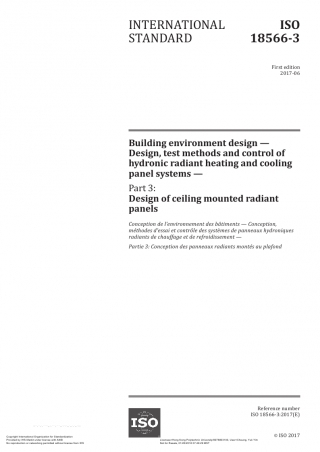 INTERNATIONAL
STANDARD
ISO
18566-3
First edition
2017-06
Building environment design —
Design, test methods and control of
hydronic radiant heating and cooling
panel systems —
Part 3:
Design of ceiling mounted radiant
panels
Conception de l'environnement des bâtiments — Conception,
méthodes d'essai et contrôle des systèmes de panneaux hydroniques
radiants de chauffage et de refroidissement —
Partie 3: Conception des panneaux radiants montés au plafond
Reference number
ISO 18566-3:2017(E)
ISO
© ISO 2017